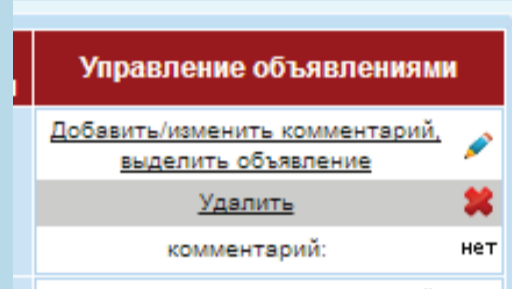 Управление объявлениями
Добавить/изменить комментарий,
выделить объявление
Удалить
комментарий: нет